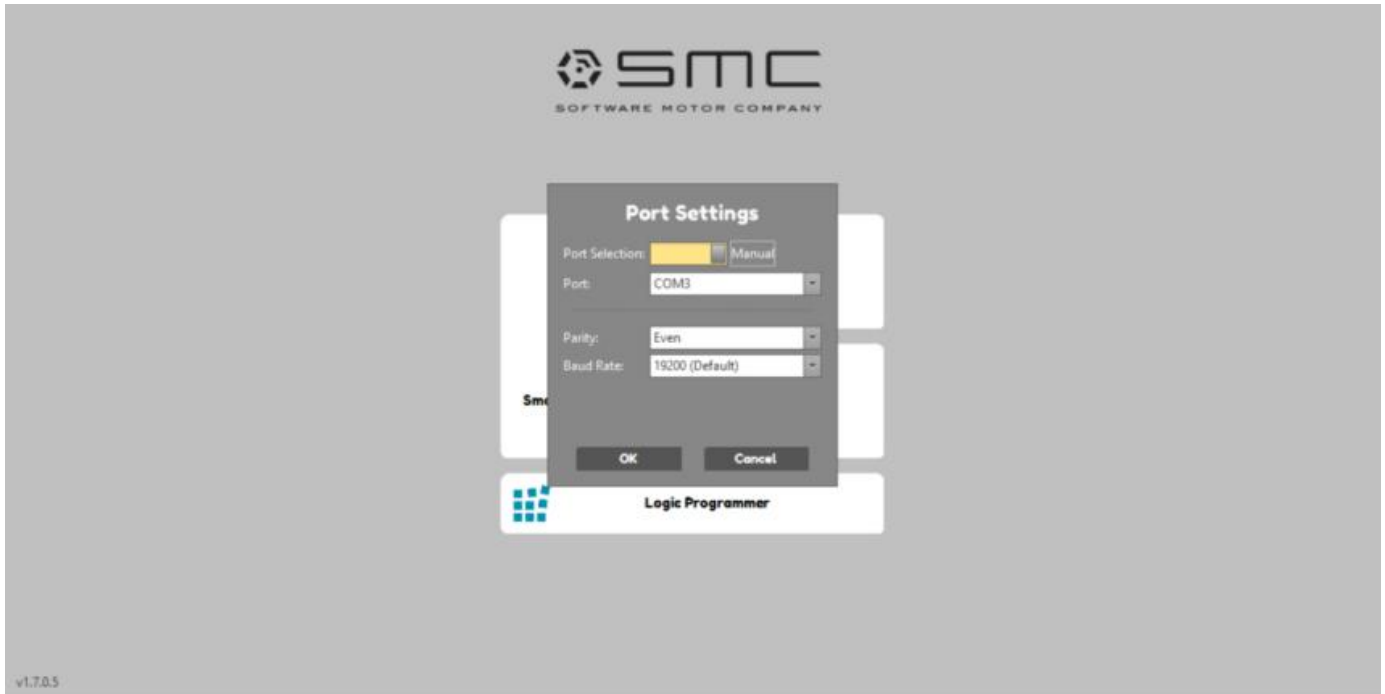 SMC
SOFTWARE MOTOR COMPANY
Port Settings
Port Selection: Manual
Port: COM3
Parity: Even
Baud Rate: 19200 (Default)
Sma
OK Cancel
Logic Programmer
v1.7.0.5